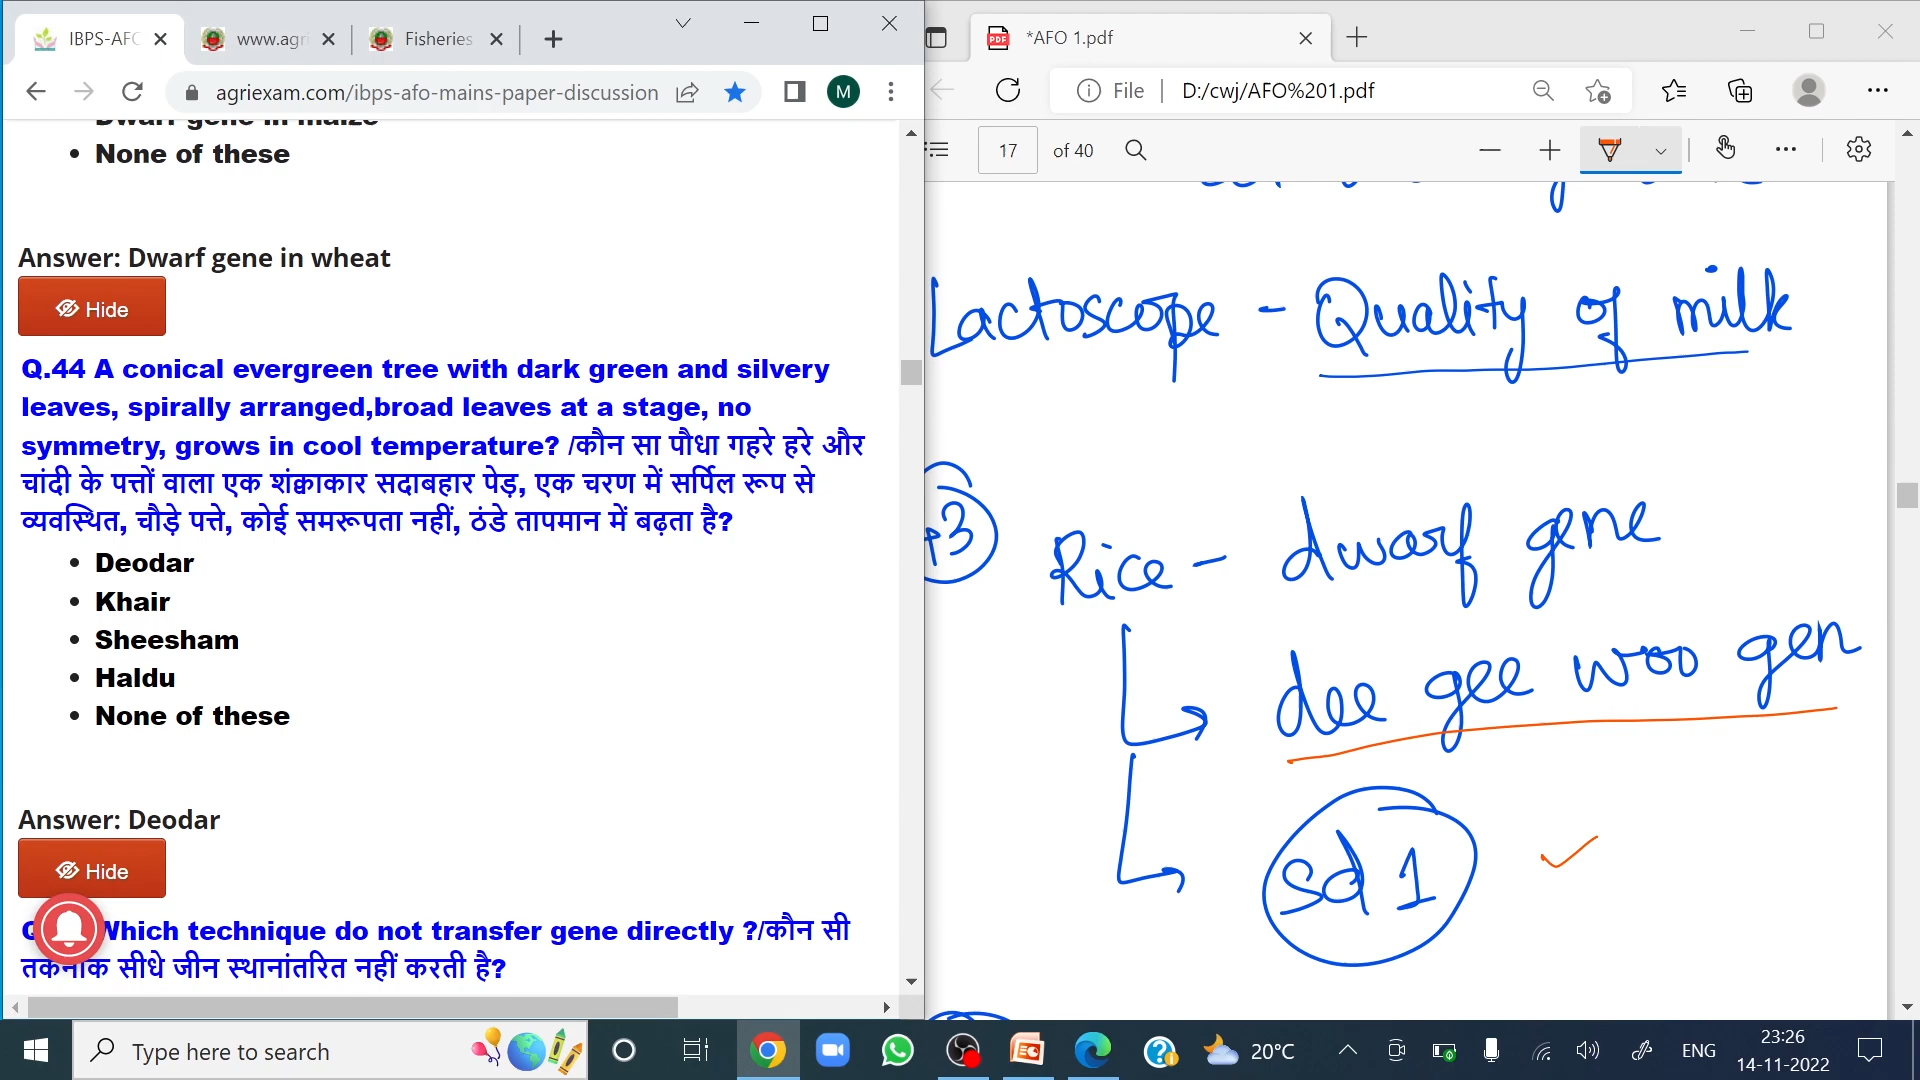 IBPS-AFC
www.agri
Fisheries
*AFO 1.pdf
agriexam.com/ibps-afo-mains-paper-discussion
M
File
D:/cwj/AFO%201.pdf
17 of 40
Dwarf gene in maize
None of these
Answer: Dwarf gene in wheat
Hide
Q.44 A conical evergreen tree with dark green and silvery
leaves, spirally arranged,broad leaves at a stage, no
symmetry, grows in cool temperature? /कौन सा पौधा गहरे हरे और
चांदी के पत्तों वाला एक शंक्वाकार सदाबहार पेड़, एक चरण में सर्पिल रूप से
व्यवस्थित, चौड़े पत्ते, कोई समरूपता नहीं, ठंडे तापमान में बढ़ता है?
Deodar
Khair
Sheesham
Haldu
None of these
Answer: Deodar
Hide
Which technique do not transfer gene directly ?/कौन सी
तकनीक सीधे जीन स्थानांतरित नहीं करती है?
Lactoscope - Quality of milk
Rice - dwarf gene
dee gee woo gen
sd 1
Type here to search
20°C
ENG
23:26
14-11-2022